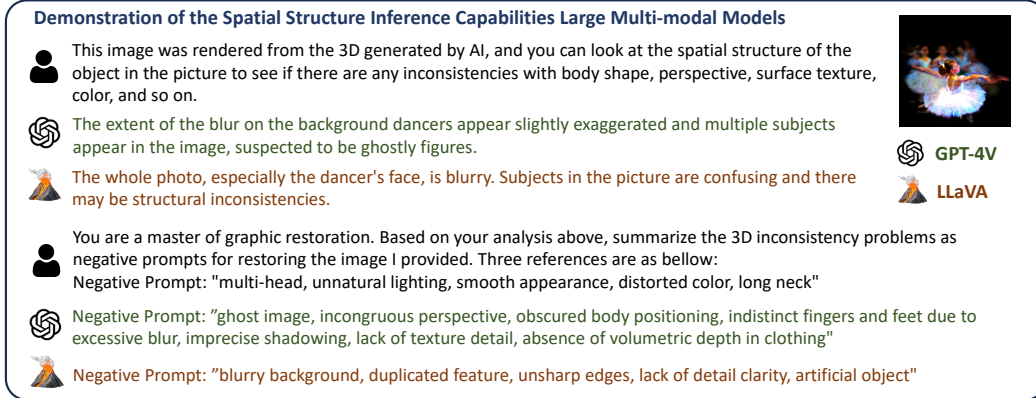 Demonstration of the Spatial Structure Inference Capabilities Large Multi-modal Models
This image was rendered from the 3D generated by AI, and you can look at the spatial structure of the
object in the picture to see if there are any inconsistencies with body shape, perspective, surface texture,
color, and so on.
The extent of the blur on the background dancers appear slightly exaggerated and multiple subjects
appear in the image, suspected to be ghostly figures.
The whole photo, especially the dancer's face, is blurry. Subjects in the picture are confusing and there
may be structural inconsistencies.
GPT-4V
LLaVA
You are a master of graphic restoration. Based on your analysis above, summarize the 3D inconsistency problems as
negative prompts for restoring the image I provided. Three references are as bellow:
Negative Prompt: "multi-head, unnatural lighting, smooth appearance, distorted color, long neck"
Negative Prompt: ”ghost image, incongruous perspective, obscured body positioning, indistinct fingers and feet due to
excessive blur, imprecise shadowing, lack of texture detail, absence of volumetric depth in clothing"
Negative Prompt: ”blurry background, duplicated feature, unsharp edges, lack of detail clarity, artificial object"